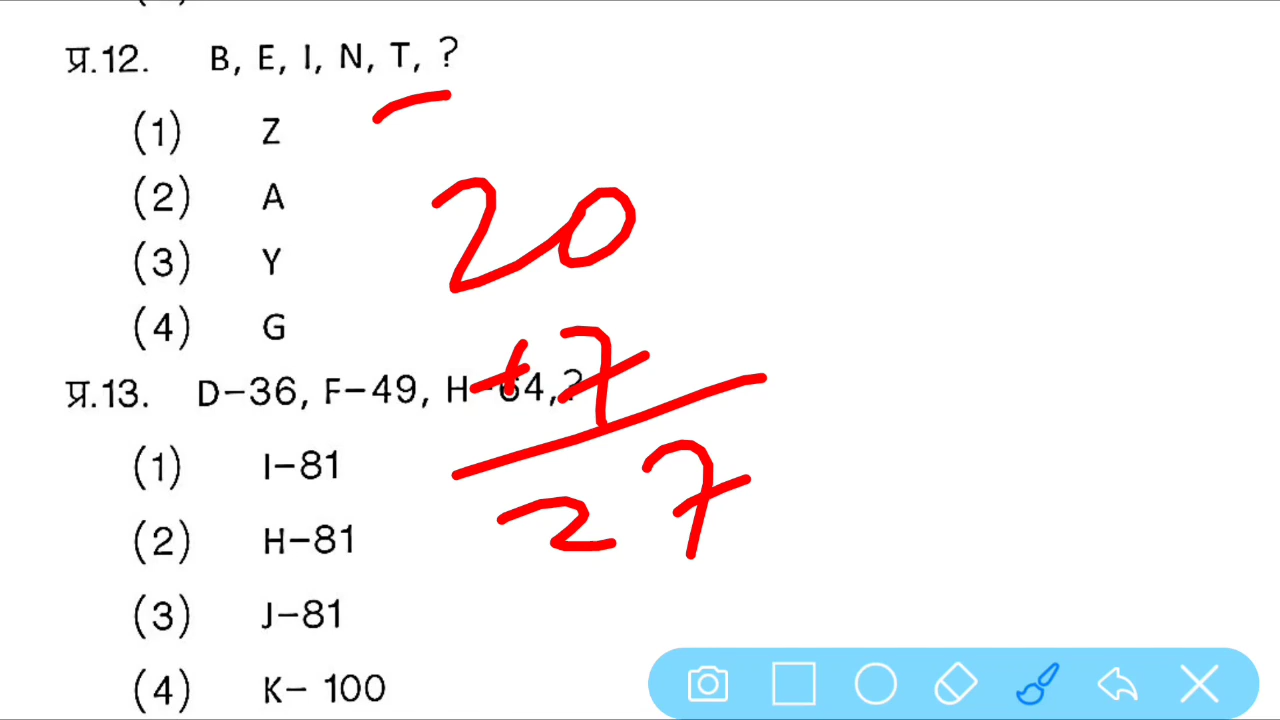 प्र.12. B, E, I, N, T, ?
(1) Z
(2) A
20
(3) Y
(4) G
+7
प्र.13. D-36, F-49, H-64,?
(1) I-81
27
(2) H-81
(3) J-81
(4) K- 100